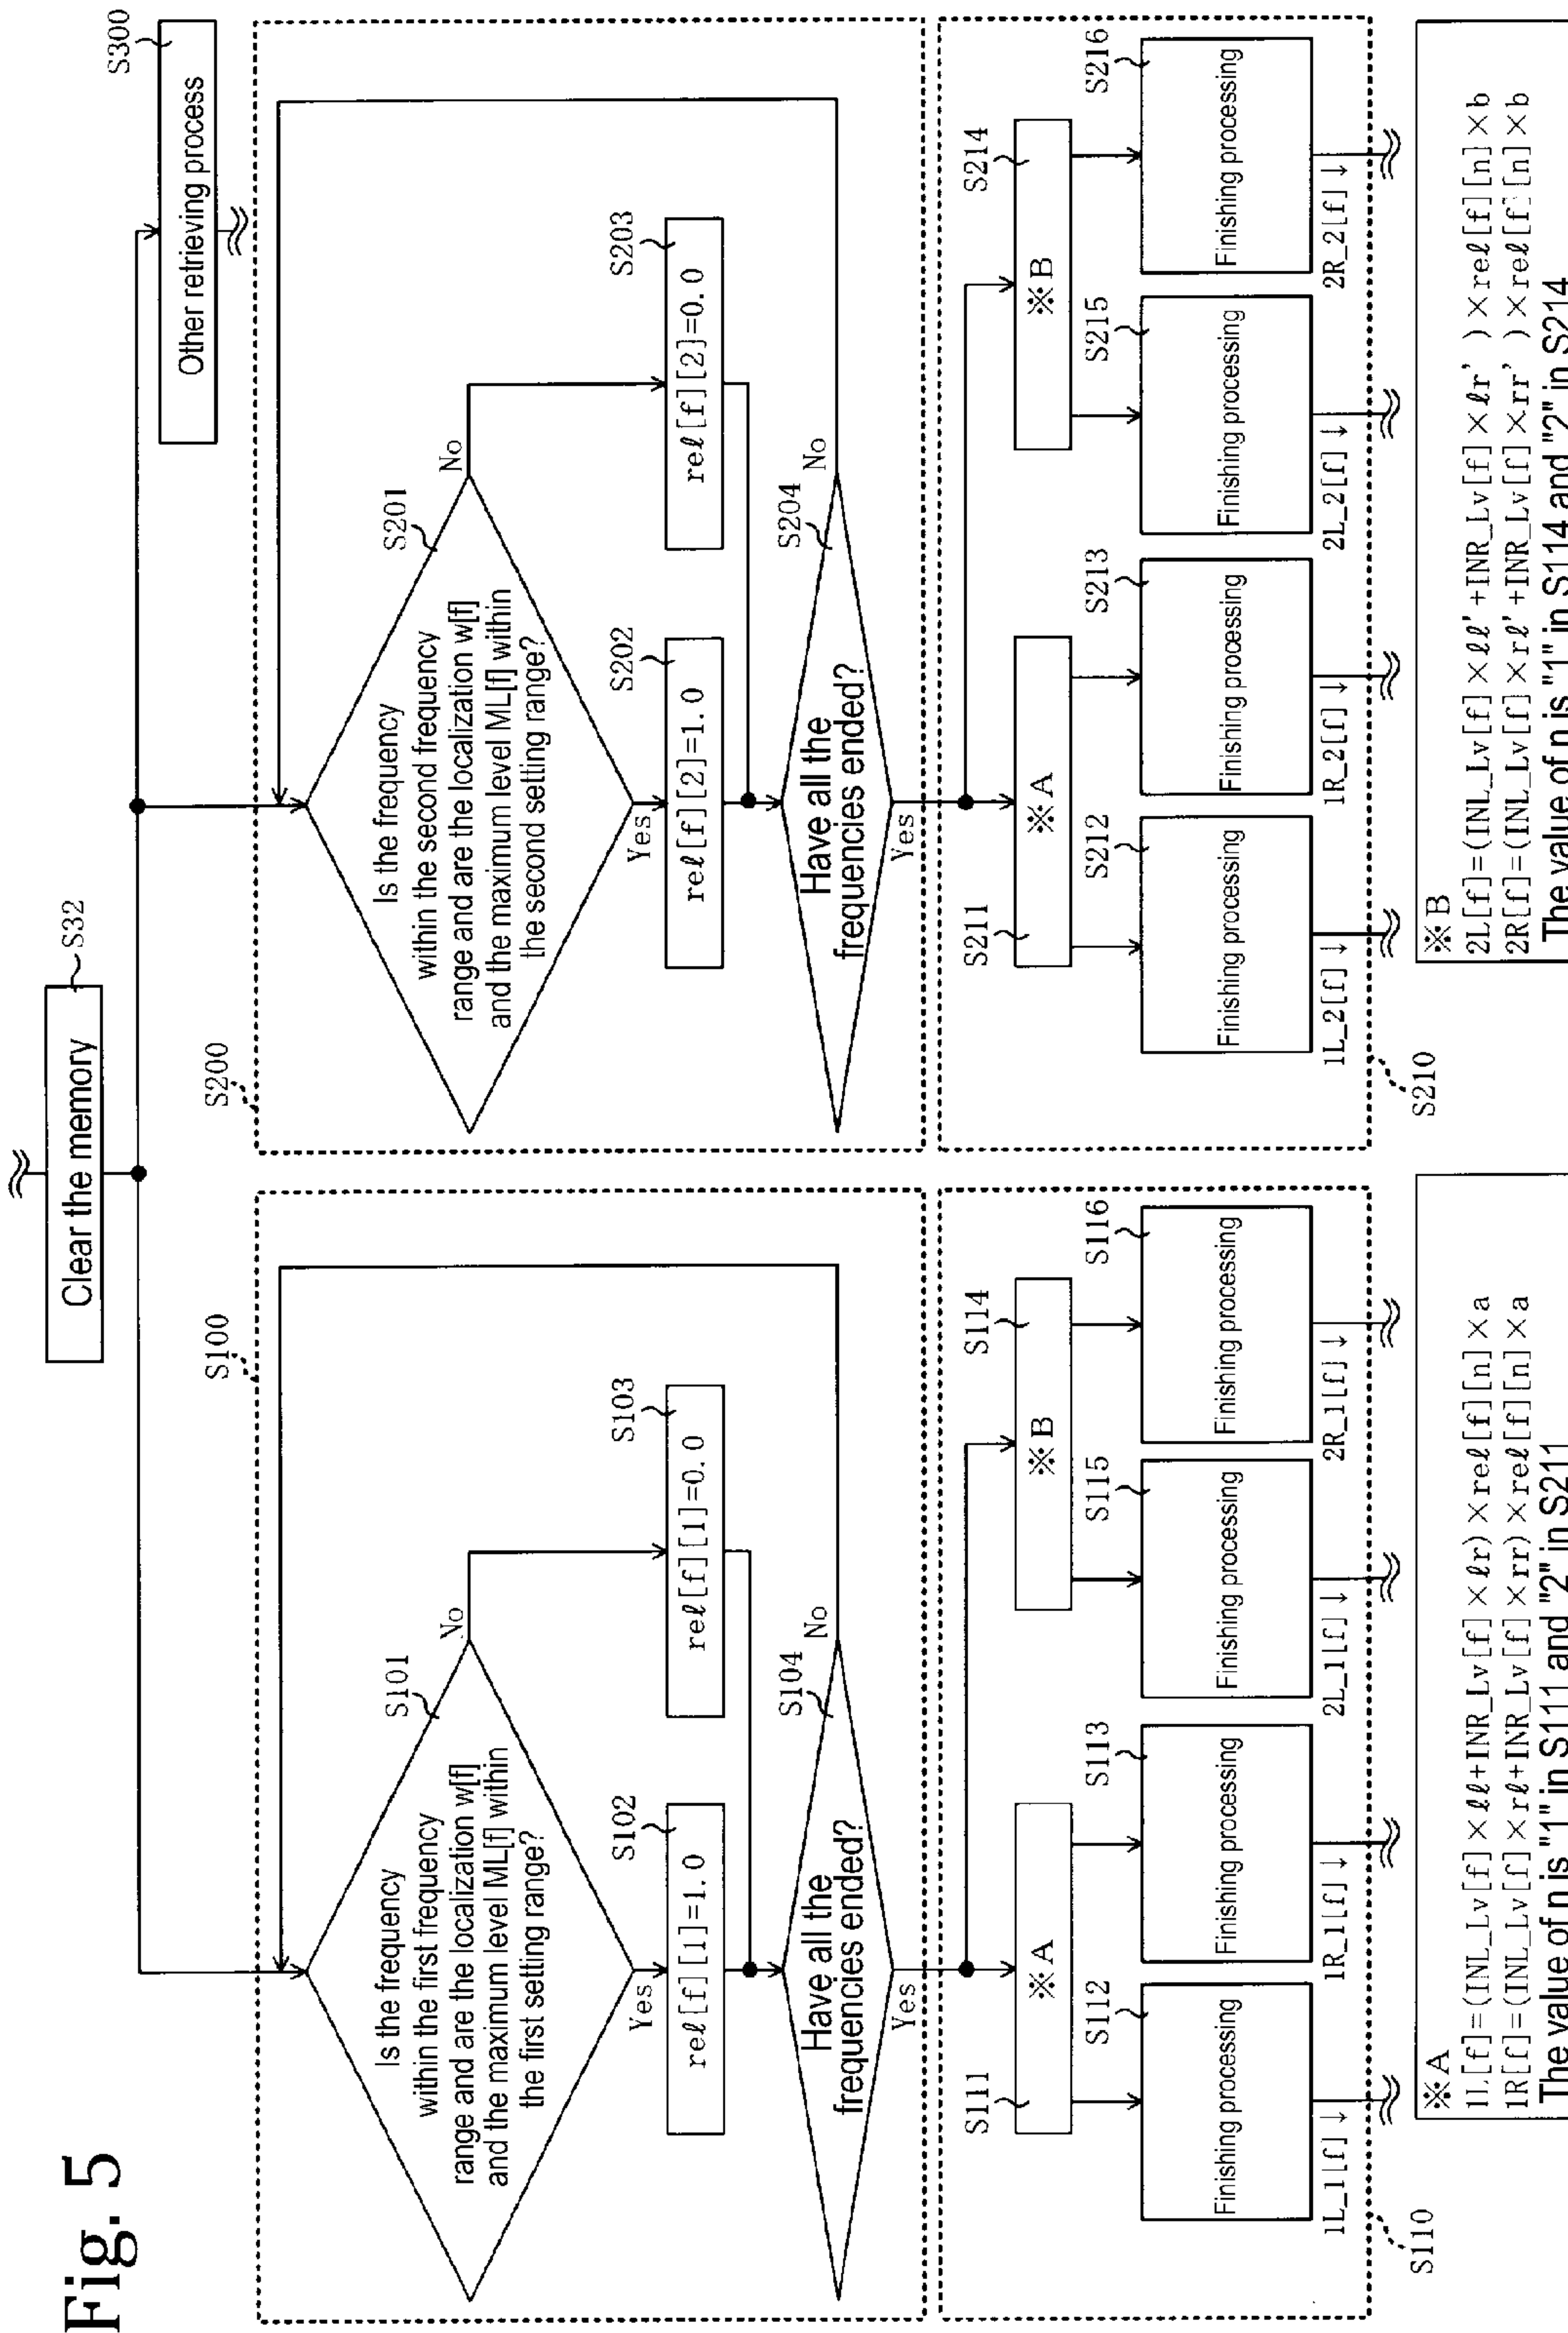 Fig. 5
Clear the memory
S32
S100
Is the frequency
within the first frequency
range and are the localization w[f]
and the maximum level ML[f] within
the first setting range?
S101
No
Yes
S102
reℓ[f][1]=1.0
S103
reℓ[f][1]=0.0
Have all the
frequencies ended?
S104
No
Yes
S111
※A
S114
※B
S112
Finishing processing
S113
Finishing processing
S115
Finishing processing
S116
Finishing processing
1L_1[f]↓
1R_1[f]↓
2L_1[f]↓
2R_1[f]↓
S110
S200
Is the frequency
within the second frequency
range and are the localization w[f]
and the maximum level ML[f] within
the second setting range?
S201
No
Yes
S202
reℓ[f][2]=1.0
S203
reℓ[f][2]=0.0
Have all the
frequencies ended?
S204
No
Yes
S211
※A
S214
※B
S212
Finishing processing
S213
Finishing processing
S215
Finishing processing
S216
Finishing processing
1L_2[f]↓
1R_2[f]↓
2L_2[f]↓
2R_2[f]↓
S210
S300
Other retrieving process
※A
1L[f]=(INL_Lv[f]×ℓℓ+INR_Lv[f]×ℓr)×reℓ[f][n]×a
1R[f]=(INL_Lv[f]×rℓ+INR_Lv[f]×rr)×reℓ[f][n]×a
The value of n is "1" in S111 and "2" in S211
※B
2L[f]=(INL_Lv[f]×ℓℓ'+INR_Lv[f]×ℓr')×reℓ[f][n]×b
2R[f]=(INL_Lv[f]×rℓ'+INR_Lv[f]×rr')×reℓ[f][n]×b
The value of n is "1" in S114 and "2" in S214